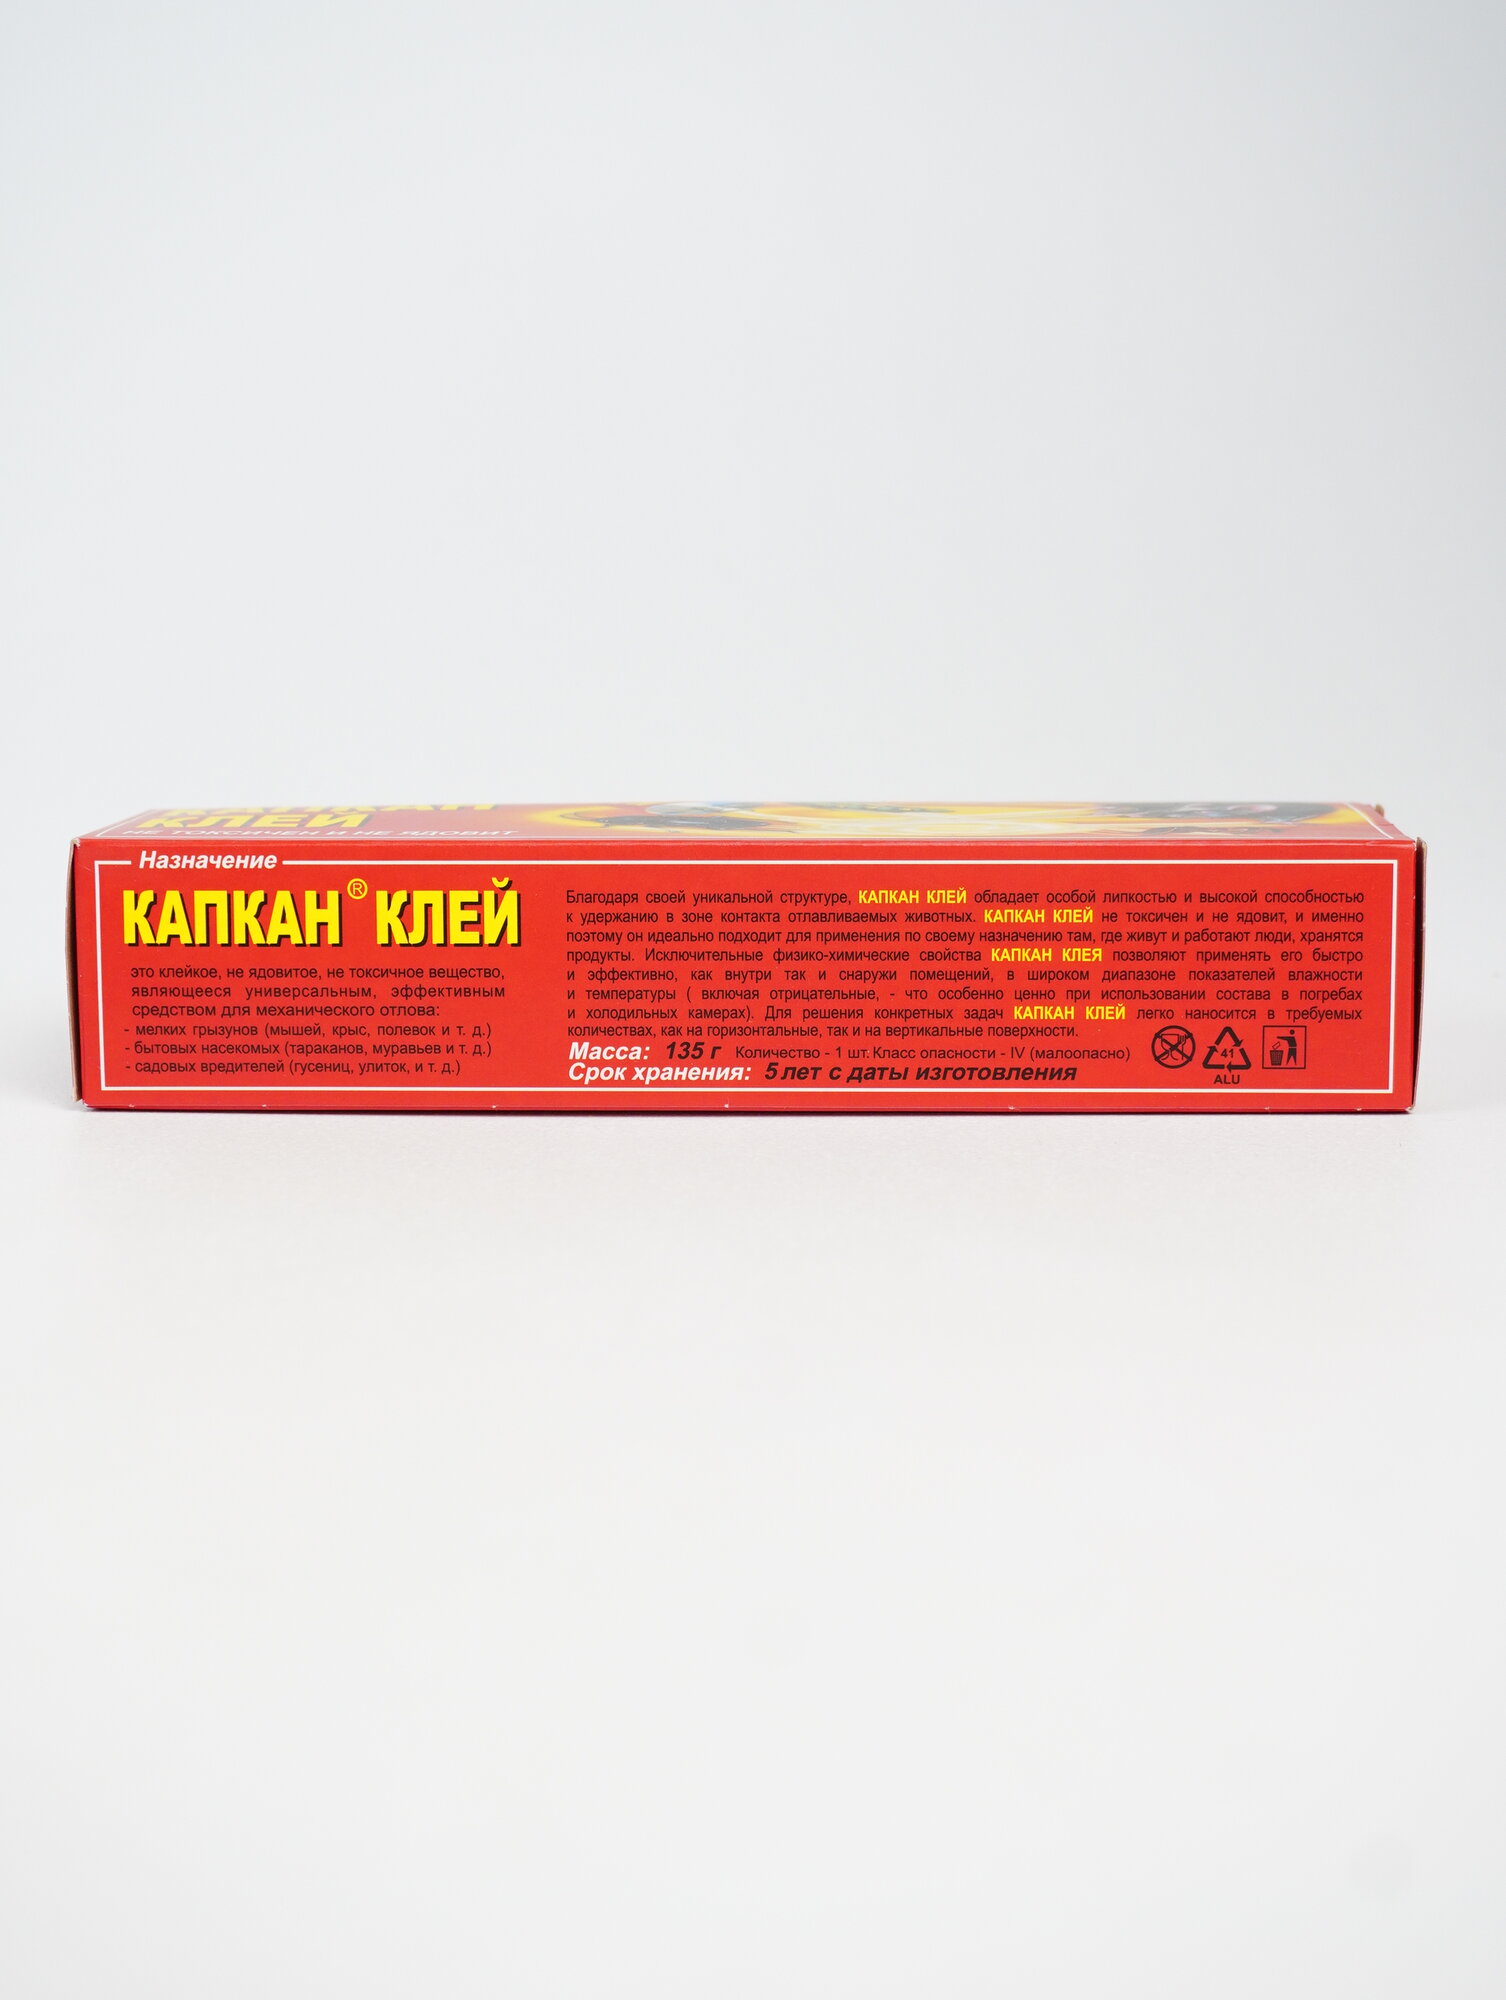 КАПКАН
КЛЕЙ
НЕ ТОКСИЧЕН И НЕ ЯДОВИТ
Назначение
КАПКАН® КЛЕЙ
это клейкое, не ядовитое, не токсичное вещество,
являющееся универсальным, эффективным
средством для механического отлова:
- мелких грызунов (мышей, крыс, полевок и т. д.)
- бытовых насекомых (тараканов, муравьев и т. д.)
- садовых вредителей (гусениц, улиток, и т. д.)
Благодаря своей уникальной структуре, КАПКАН КЛЕЙ обладает особой липкостью и высокой способностью
к удержанию в зоне контакта отлавливаемых животных. КАПКАН КЛЕЙ не токсичен и не ядовит, и именно
поэтому он идеально подходит для применения по своему назначению там, где живут и работают люди, хранятся
продукты. Исключительные физико-химические свойства КАПКАН КЛЕЯ позволяют применять его быстро
и эффективно, как внутри так и снаружи помещений, в широком диапазоне показателей влажности
и температуры ( включая отрицательные, - что особенно ценно при использовании состава в погребах
и холодильных камерах). Для решения конкретных задач КАПКАН КЛЕЙ легко наносится в требуемых
количествах, как на горизонтальные, так и на вертикальные поверхности.
Масса: 135 г Количество - 1 шт. Класс опасности - IV (малоопасно)
Срок хранения: 5 лет с даты изготовления
41
ALU